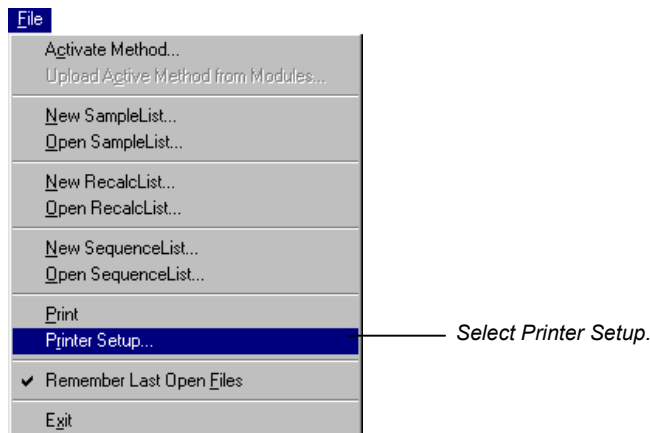 File
Activate Method...
Upload Active Method from Modules...
New SampleList...
Open SampleList...
New RecalcList...
Open RecalcList...
New SequenceList...
Open SequenceList...
Print
Printer Setup...
Select Printer Setup.
Remember Last Open Files
Exit